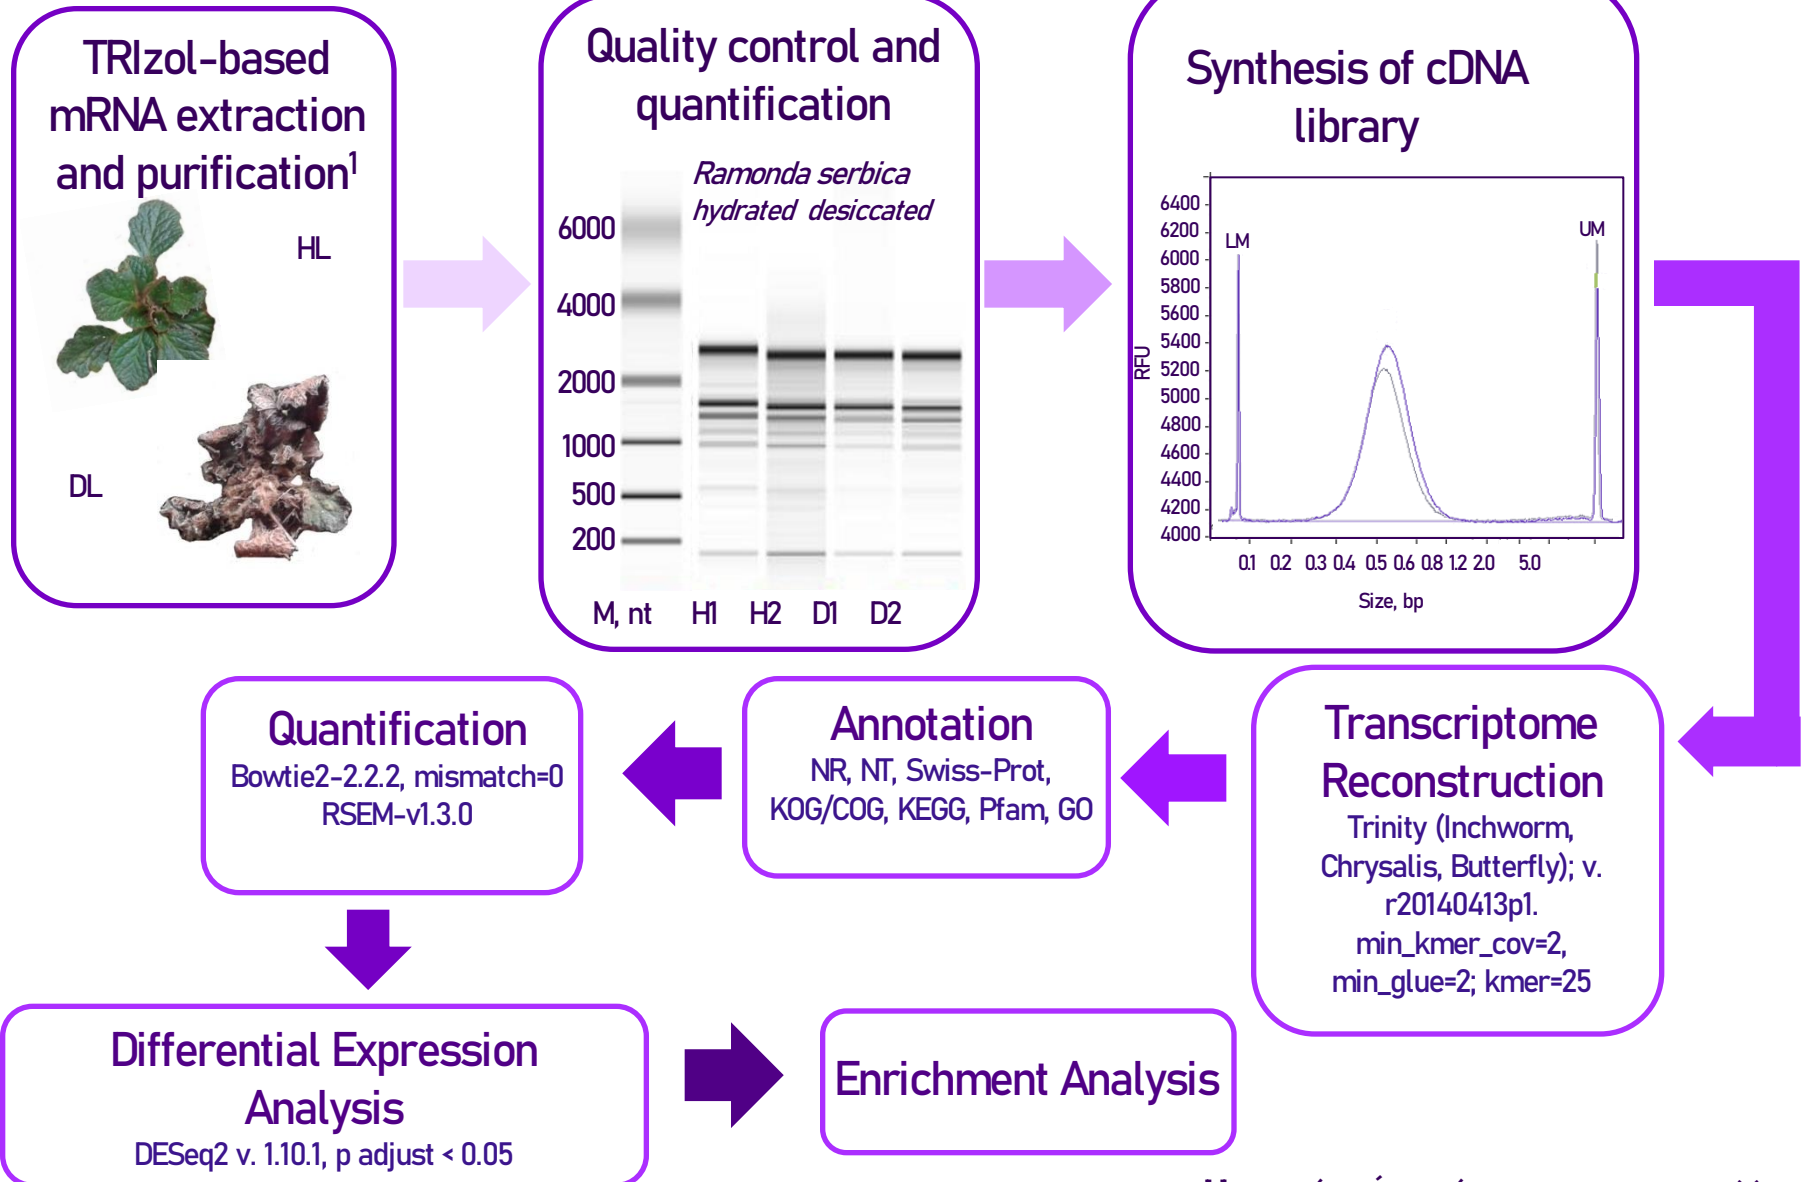 TRIzol-based
mRNA extraction
and purification¹
HL
DL
Quality control and
quantification
Ramonda serbica
hydrated desiccated
6000
4000
2000
1000
500
200
M, nt H1 H2 D1 D2
Synthesis of cDNA
library
6400
6200
6000
5800
5600
5400
5200
5000
4800
4600
4400
4200
4000
RFU
LM
UM
0.1 0.2 0.3 0.4 0.5 0.6 0.8 1.2 2.0 5.0
Size, bp
Transcriptome
Reconstruction
Trinity (Inchworm,
Chrysalis, Butterfly); v.
r20140413p1.
min_kmer_cov=2,
min_glue=2; kmer=25
Annotation
NR, NT, Swiss-Prot,
KOG/COG, KEGG, Pfam, GO
Quantification
Bowtie2-2.2.2, mismatch=0
RSEM-v1.3.0
Differential Expression
Analysis
DESeq2 v. 1.10.1, p adjust < 0.05
Enrichment Analysis